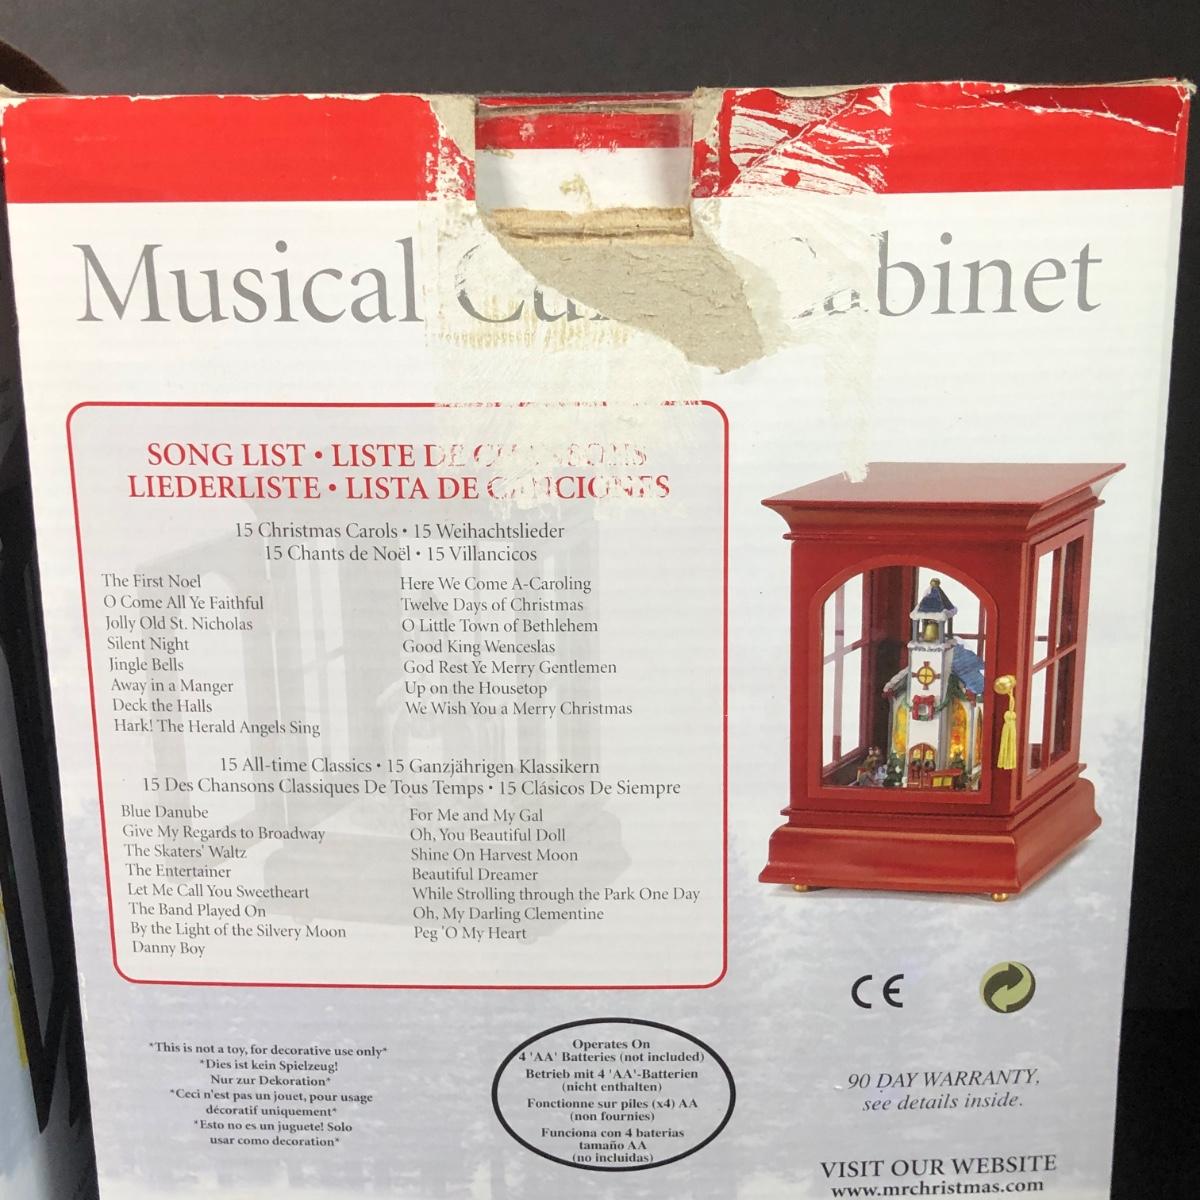 Musical Cabinet
SONG LIST • LISTE DE CHANSONS
LIEDERLISTE • LISTA DE CANCIONES
15 Christmas Carols • 15 Weihachtslieder
15 Chants de Noël • 15 Villancicos
The First Noel
O Come All Ye Faithful
Jolly Old St. Nicholas
Silent Night
Jingle Bells
Away in a Manger
Deck the Halls
Hark! The Herald Angels Sing
Here We Come A-Caroling
Twelve Days of Christmas
O Little Town of Bethlehem
Good King Wenceslas
God Rest Ye Merry Gentlemen
Up on the Housetop
We Wish You a Merry Christmas
15 All-time Classics • 15 Ganzjährigen Klassikern
15 Des Chansons Classiques De Tous Temps • 15 Clásicos De Siempre
Blue Danube
Give My Regards to Broadway
The Skaters' Waltz
The Entertainer
Let Me Call You Sweetheart
The Band Played On
By the Light of the Silvery Moon
Danny Boy
For Me and My Gal
Oh, You Beautiful Doll
Shine On Harvest Moon
Beautiful Dreamer
While Strolling through the Park One Day
Oh, My Darling Clementine
Peg 'O My Heart
*This is not a toy, for decorative use only*
*Dies ist kein Spielzeug!
Nur zur Dekoration*
*Ceci n'est pas un jouet, pour usage
décoratif uniquement*
*Esto no es un juguete! Solo
usar como decoration*
Operates On
4 'AA' Batteries (not included)
Betrieb mit 4 'AA'-Batterien
(nicht enthalten)
Fonctionne sur piles (x4) AA
(non fournies)
Funciona con 4 baterias
tamaño AA
(no incluidas)
CE
90 DAY WARRANTY,
see details inside.
VISIT OUR WEBSITE
www.mrchristmas.com